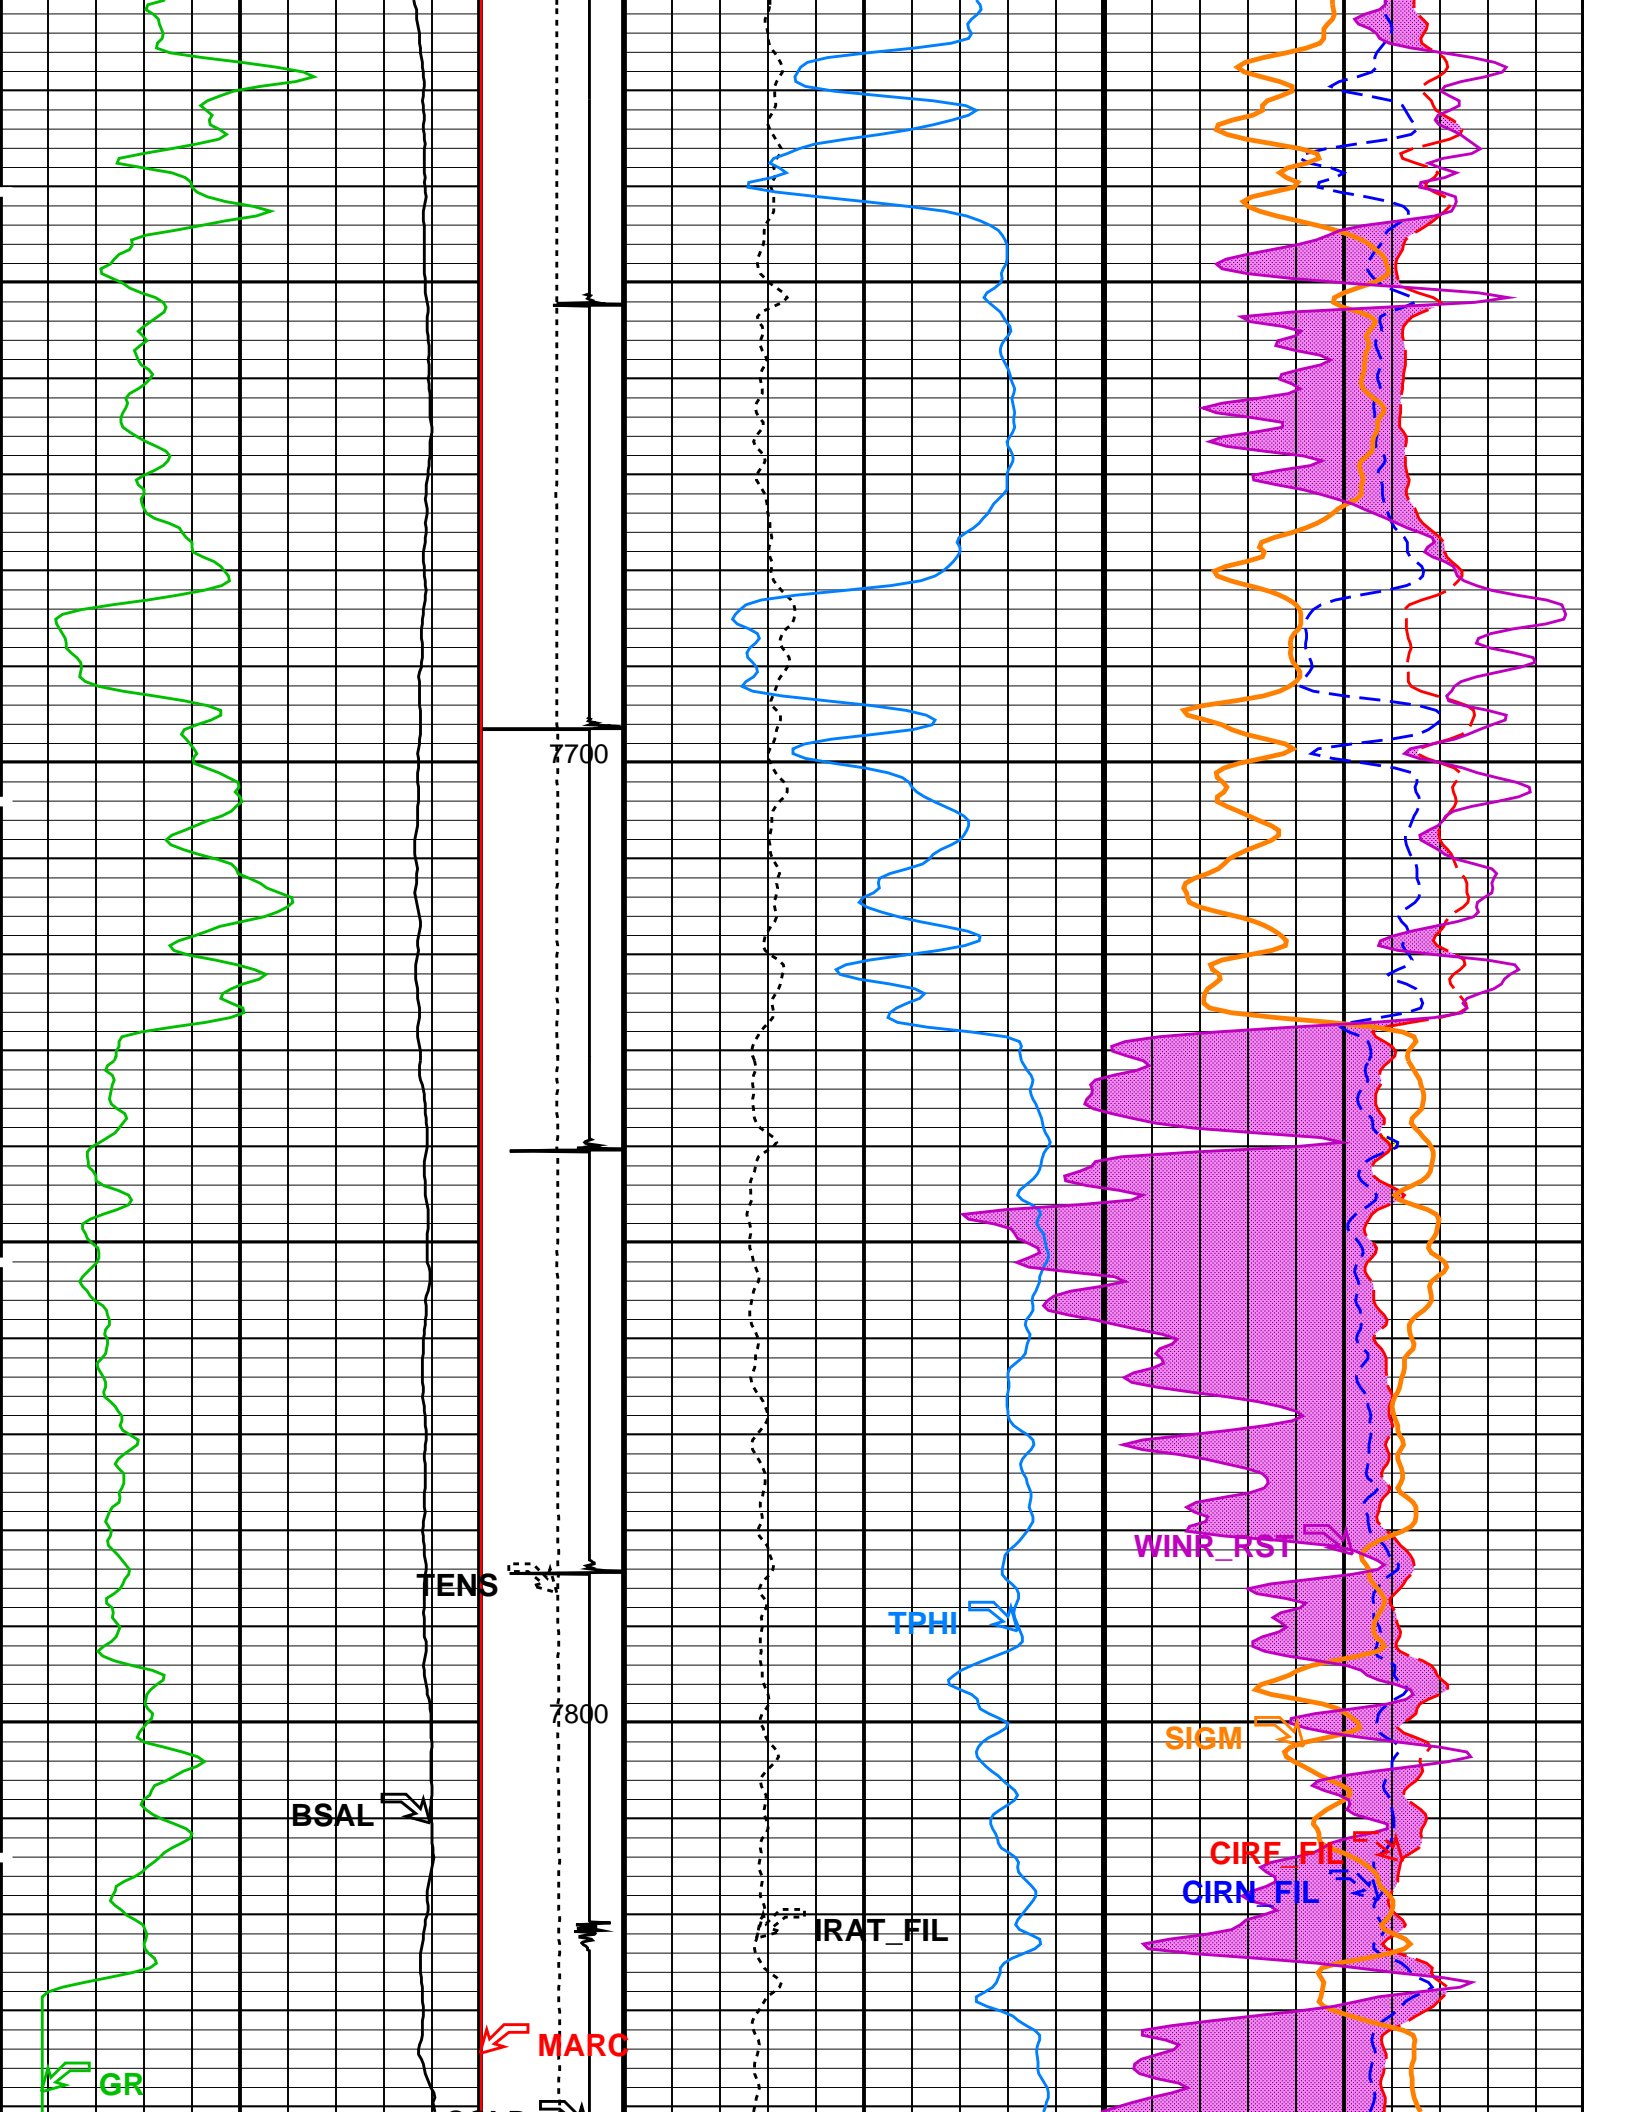 7700
WINR_RST
TENS
TPHI
7800
SIGM
BSAL
CIRF_FIL
CIRN_FIL
IRAT_FIL
MARC
GR